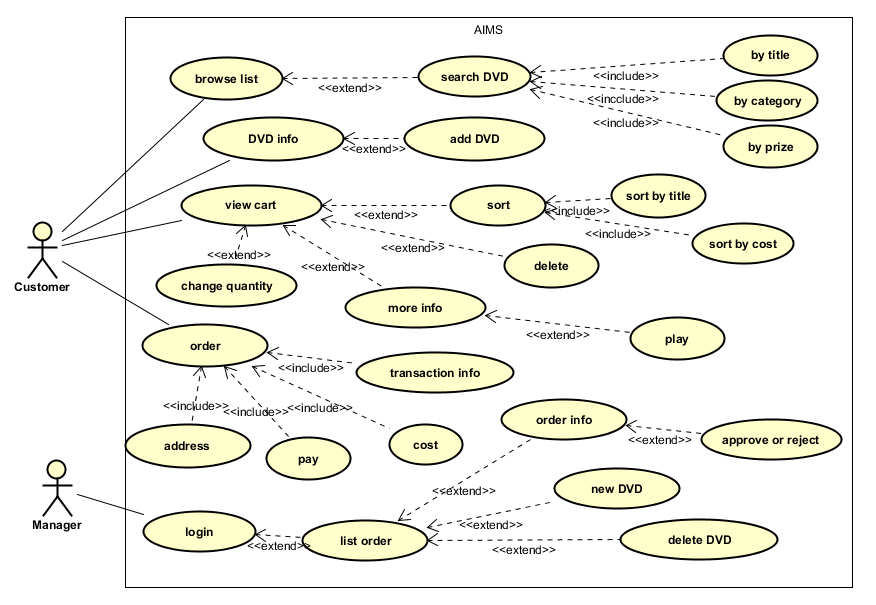 AIMS
by title
browse list
search DVD
<<include>>
<<extend>>
<<incclude>>
by category
<<include>>
DVD info
add DVD
<<extend>>
by prize
view cart
sort
sort by title
<<extend>>
<<include>>
<<include>>
sort by cost
<<extend>>
<<extend>>
<<extend>>
delete
Customer
change quantity
more info
<<extend>>
play
order
<<include>>
transaction info
<<include>>
<<include>>
<<include>>
order info
address
pay
cost
<<extend>>
approve or reject
<<extend>>
new DVD
Manager
<<extend>>
login
list order
delete DVD
<<extend>>
<<extend>>